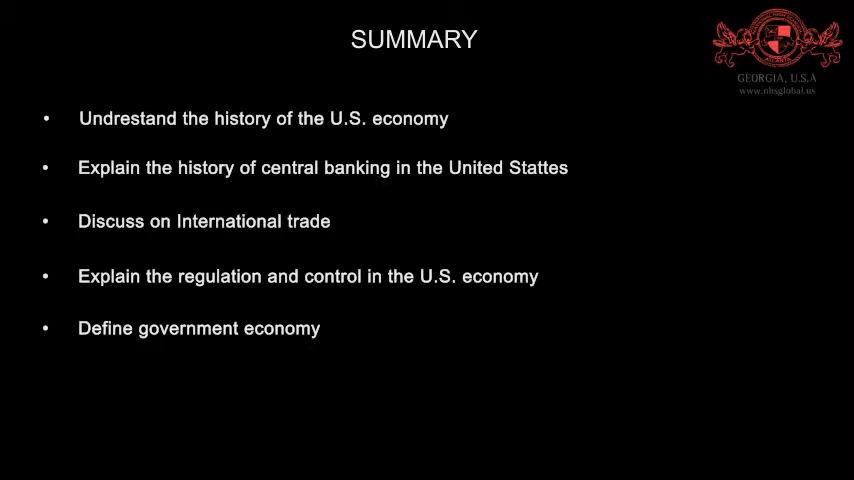 SUMMARY
GEORGIA, U.S.A
www.nhsglobal.us
• Undrestand the history of the U.S. economy
• Explain the history of central banking in the United Stattes
• Discuss on International trade
• Explain the regulation and control in the U.S. economy
• Define government economy